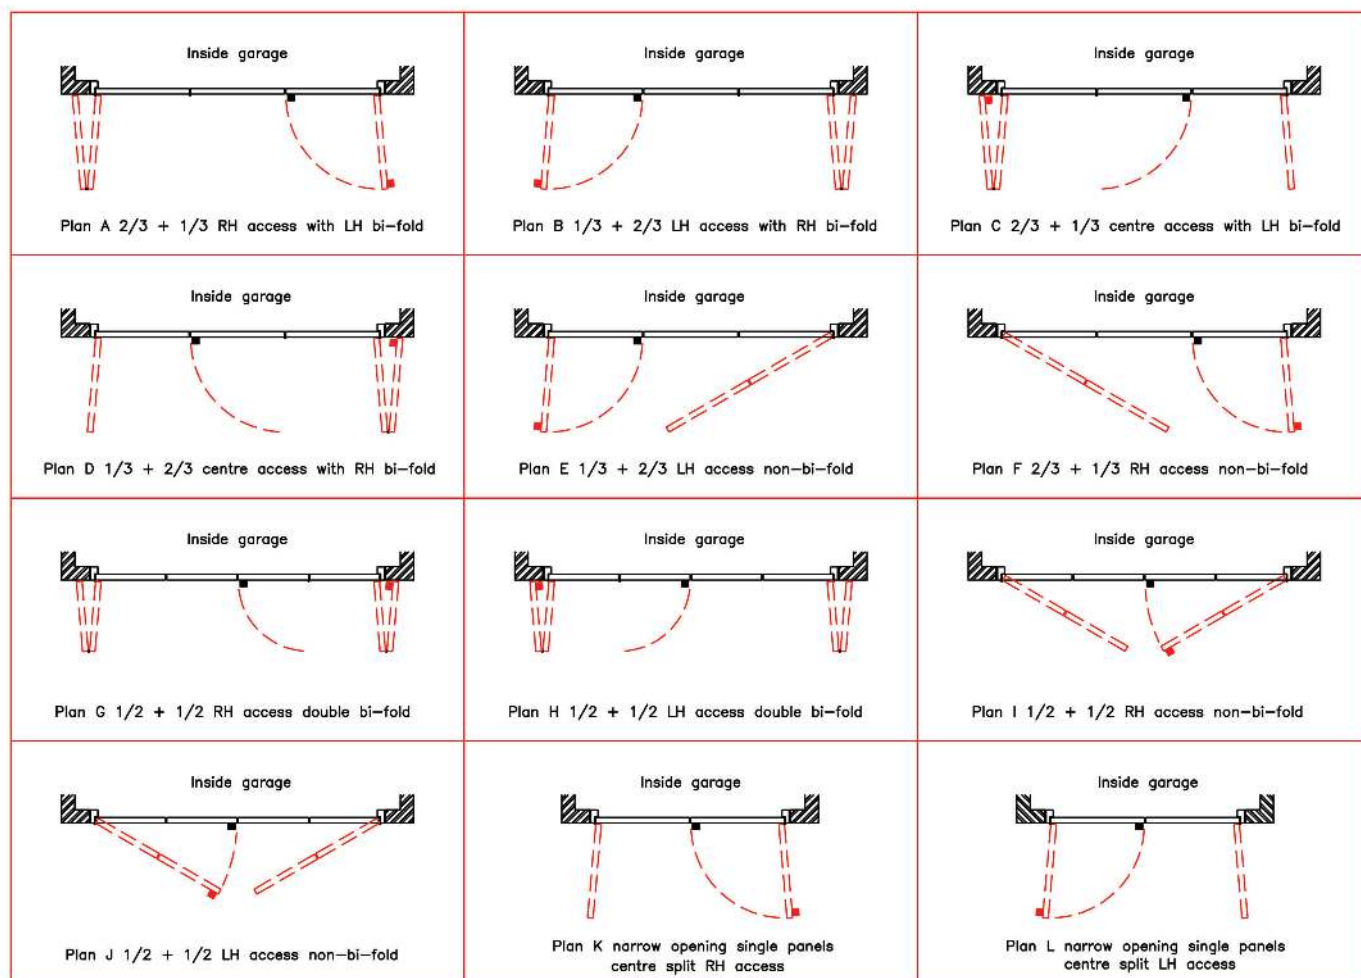 Inside garage
Plan A 2/3 + 1/3 RH access with LH bi-fold
Inside garage
Plan B 1/3 + 2/3 LH access with RH bi-fold
Inside garage
Plan C 2/3 + 1/3 centre access with LH bi-fold
Inside garage
Plan D 1/3 + 2/3 centre access with RH bi-fold
Inside garage
Plan E 1/3 + 2/3 LH access non-bi-fold
Inside garage
Plan F 2/3 + 1/3 RH access non-bi-fold
Inside garage
Plan G 1/2 + 1/2 RH access double bi-fold
Inside garage
Plan H 1/2 + 1/2 LH access double bi-fold
Inside garage
Plan I 1/2 + 1/2 RH access non-bi-fold
Inside garage
Plan J 1/2 + 1/2 LH access non-bi-fold
Inside garage
Plan K narrow opening single panels
centre split RH access
Inside garage
Plan L narrow opening single panels
centre split LH access